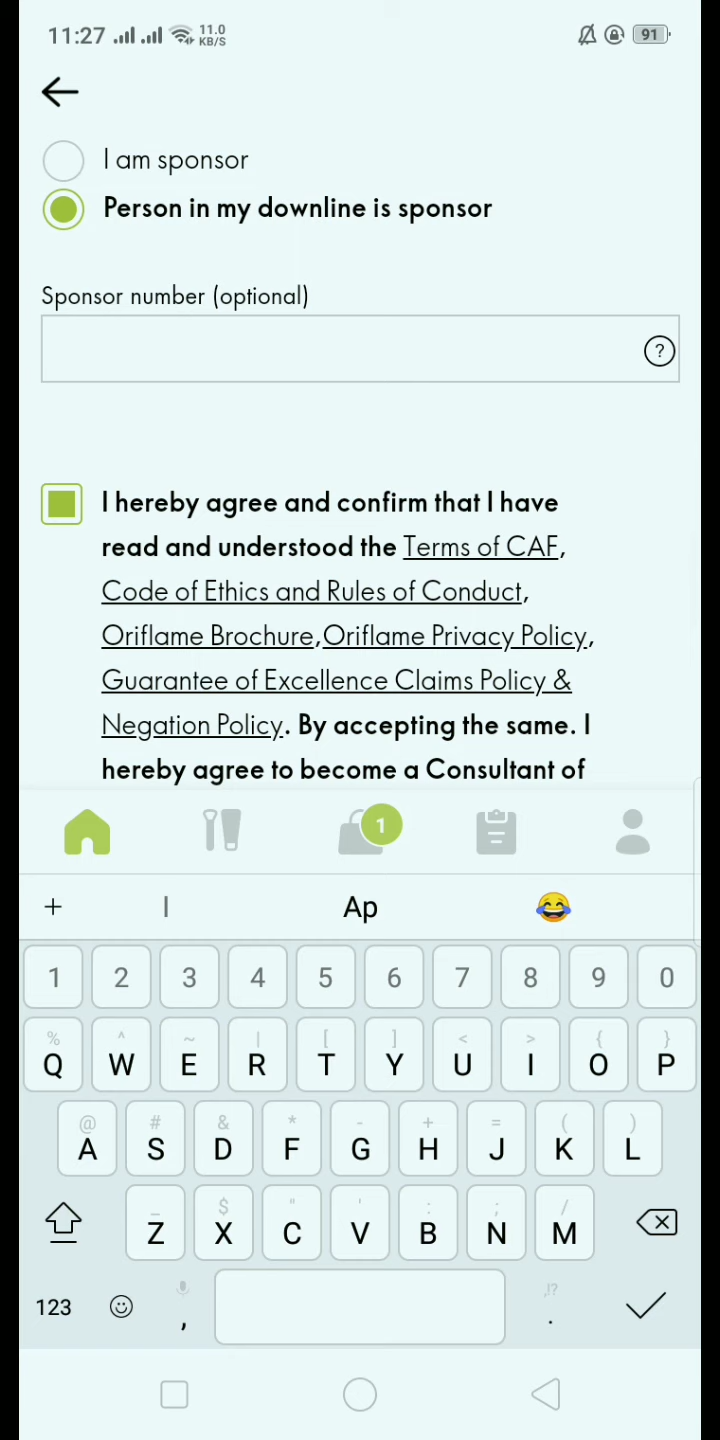 11:27 11.0 KB/S 91
I am sponsor
Person in my downline is sponsor
Sponsor number (optional)
?
I hereby agree and confirm that I have
read and understood the Terms of CAF,
Code of Ethics and Rules of Conduct,
Oriflame Brochure,Oriflame Privacy Policy,
Guarantee of Excellence Claims Policy &
Negation Policy. By accepting the same. I
hereby agree to become a Consultant of
1
+ I Ap 😂
1 2 3 4 5 6 7 8 9 0
% ^ ~ | [ ] < > { }
Q W E R T Y U I O P
@ # & * - + = ( )
A S D F G H J K L
_ $ " ' : ; /
Z X C V B N M
,!?
123 , .